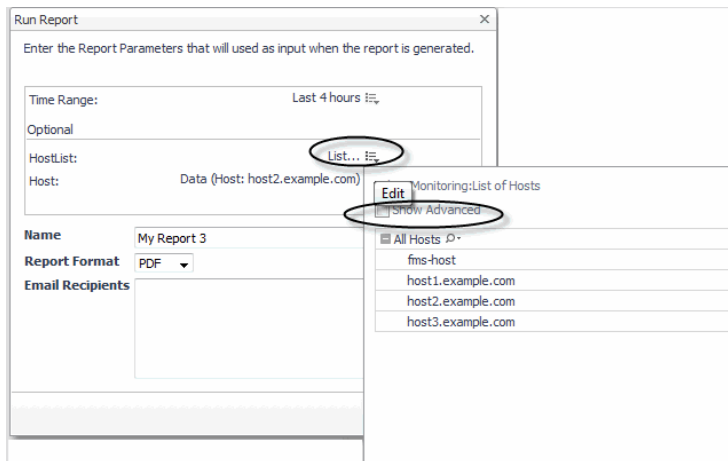 Run Report
Enter the Report Parameters that will used as input when the report is generated.
Time Range: Last 4 hours
Optional
HostList: List...
Host: Data (Host: host2.example.com)
Monitoring:List of Hosts
Edit
Show Advanced
All Hosts
fms-host
host1.example.com
host2.example.com
host3.example.com
Name My Report 3
Report Format PDF
Email Recipients